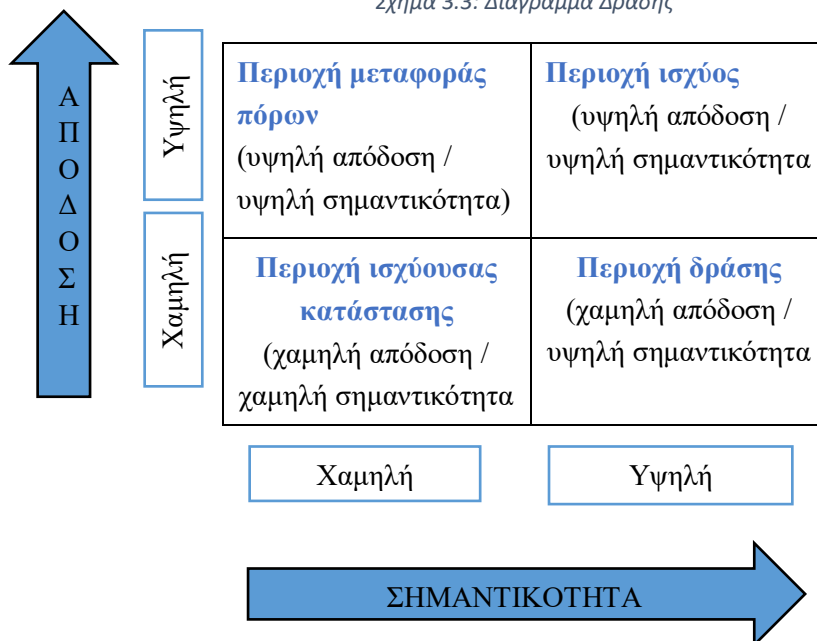 Σχήμα 3.3: Διάγραμμα Δράσης
ΑΠΟΔΟΣΗ
Υψηλή
Χαμηλή
Περιοχή μεταφοράς
πόρων
(υψηλή απόδοση /
υψηλή σημαντικότητα)
Περιοχή ισχύος
(υψηλή απόδοση /
υψηλή σημαντικότητα
Περιοχή ισχύουσας
κατάστασης
(χαμηλή απόδοση /
χαμηλή σημαντικότητα
Περιοχή δράσης
(χαμηλή απόδοση /
υψηλή σημαντικότητα
Χαμηλή
Υψηλή
ΣΗΜΑΝΤΙΚΟΤΗΤΑ